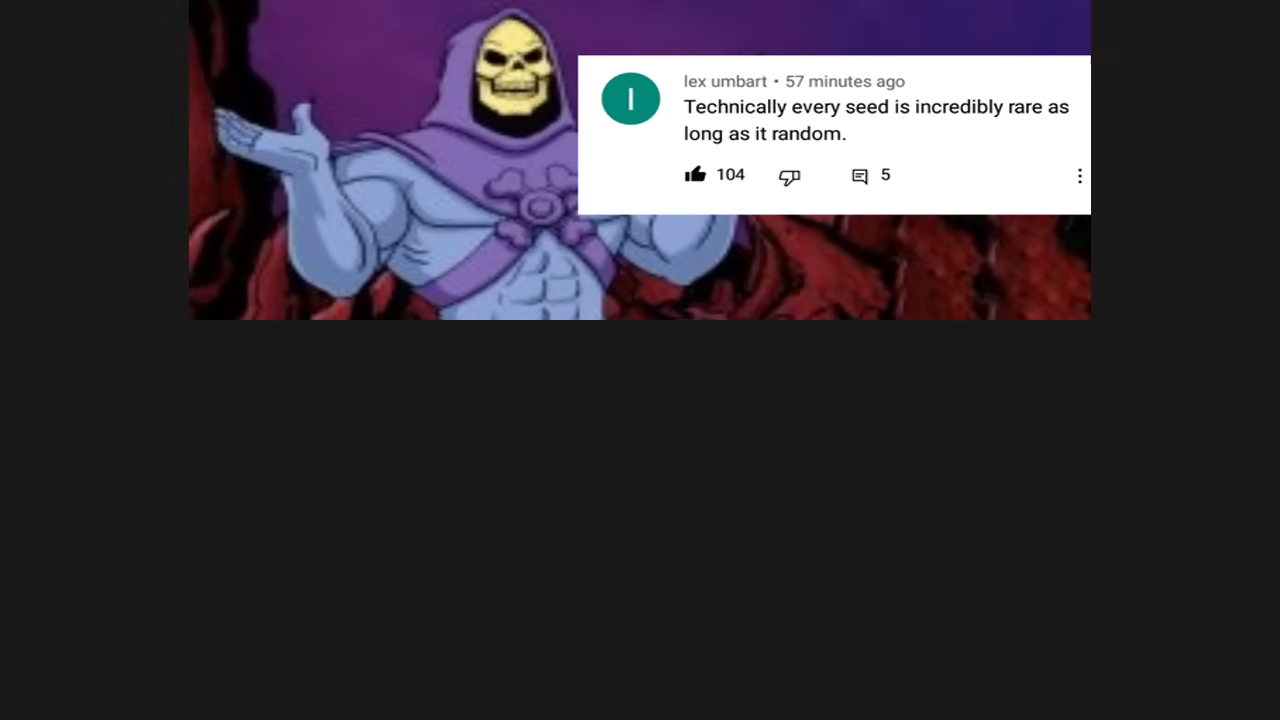 I
lex umbart • 57 minutes ago
Technically every seed is incredibly rare as
long as it random.
104
5